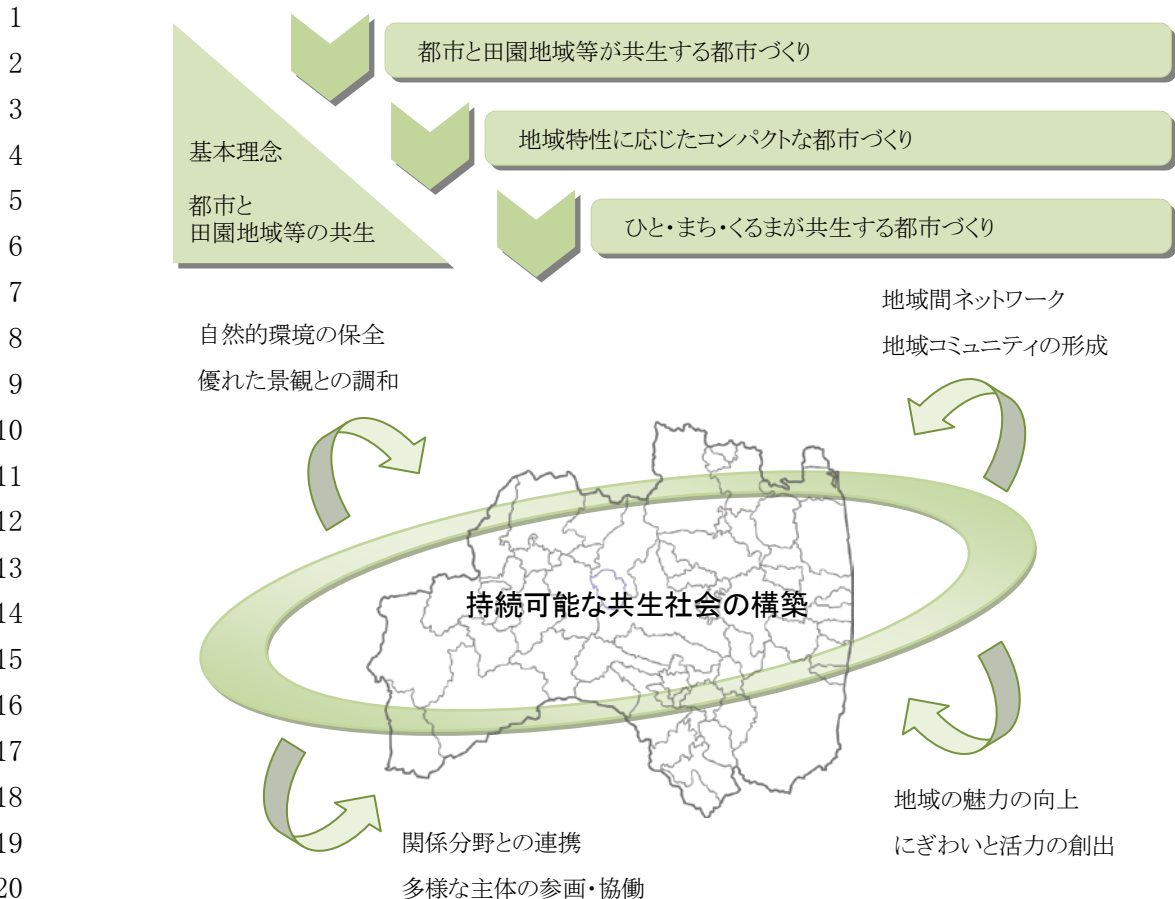 1
2
3
4
5
6
7
8
9
10
11
12
13
14
15
16
17
18
19
20
都市と田園地域等が共生する都市づくり
地域特性に応じたコンパクトな都市づくり
ひと・まち・くるまが共生する都市づくり
基本理念
都市と
田園地域等の共生
自然的環境の保全
優れた景観との調和
地域間ネットワーク
地域コミュニティの形成
持続可能な共生社会の構築
関係分野との連携
多様な主体の参画・協働
地域の魅力の向上
にぎわいと活力の創出